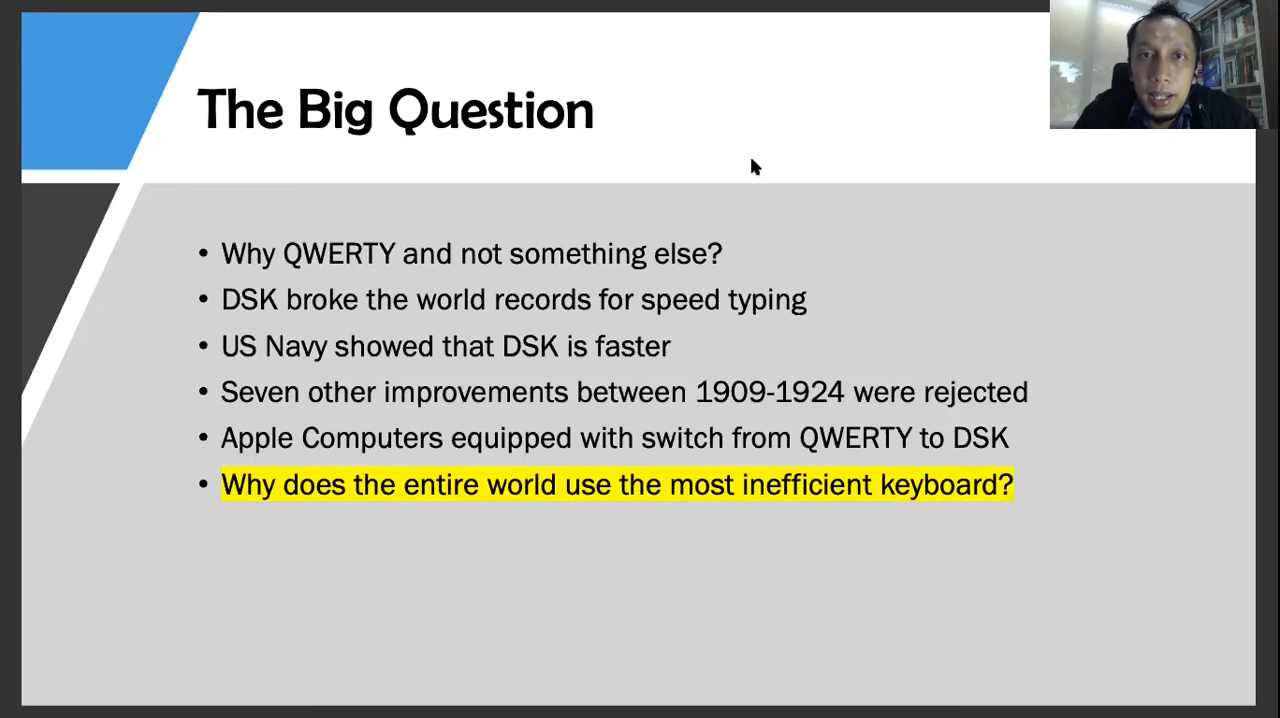 The Big Question
• Why QWERTY and not something else?
• DSK broke the world records for speed typing
• US Navy showed that DSK is faster
• Seven other improvements between 1909-1924 were rejected
• Apple Computers equipped with switch from QWERTY to DSK
• Why does the entire world use the most inefficient keyboard?